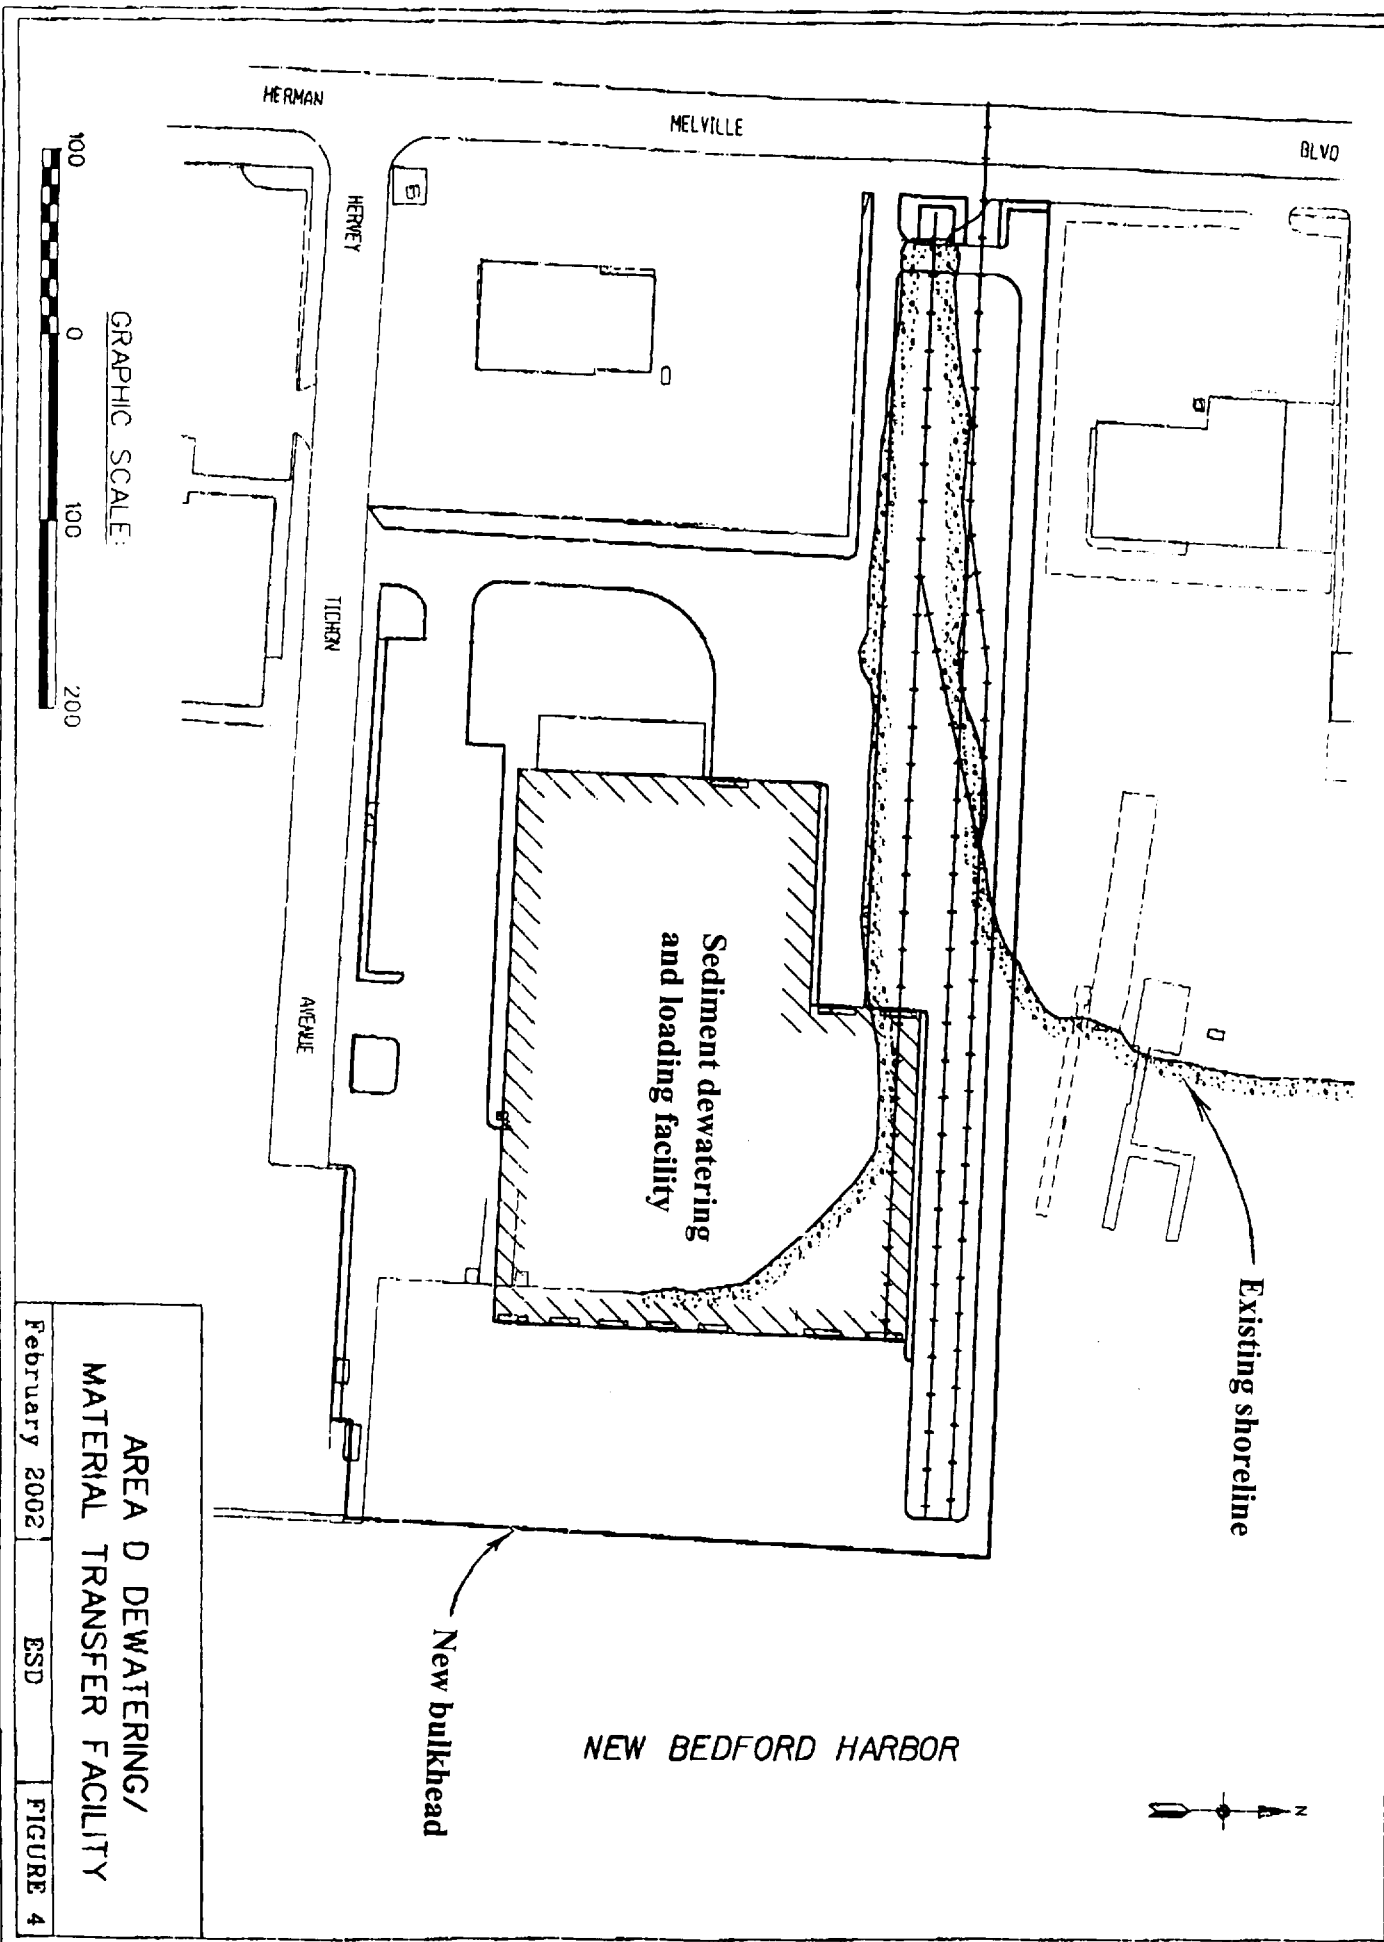 HERMAN
MELVILLE
BLVD
HERVEY
TICHON
AVENUE
Sediment dewatering
and loading facility
Existing shoreline
New bulkhead
NEW BEDFORD HARBOR
N
100 0 100 200
GRAPHIC SCALE:
AREA D DEWATERING/
MATERIAL TRANSFER FACILITY
February 2002 ESD FIGURE 4